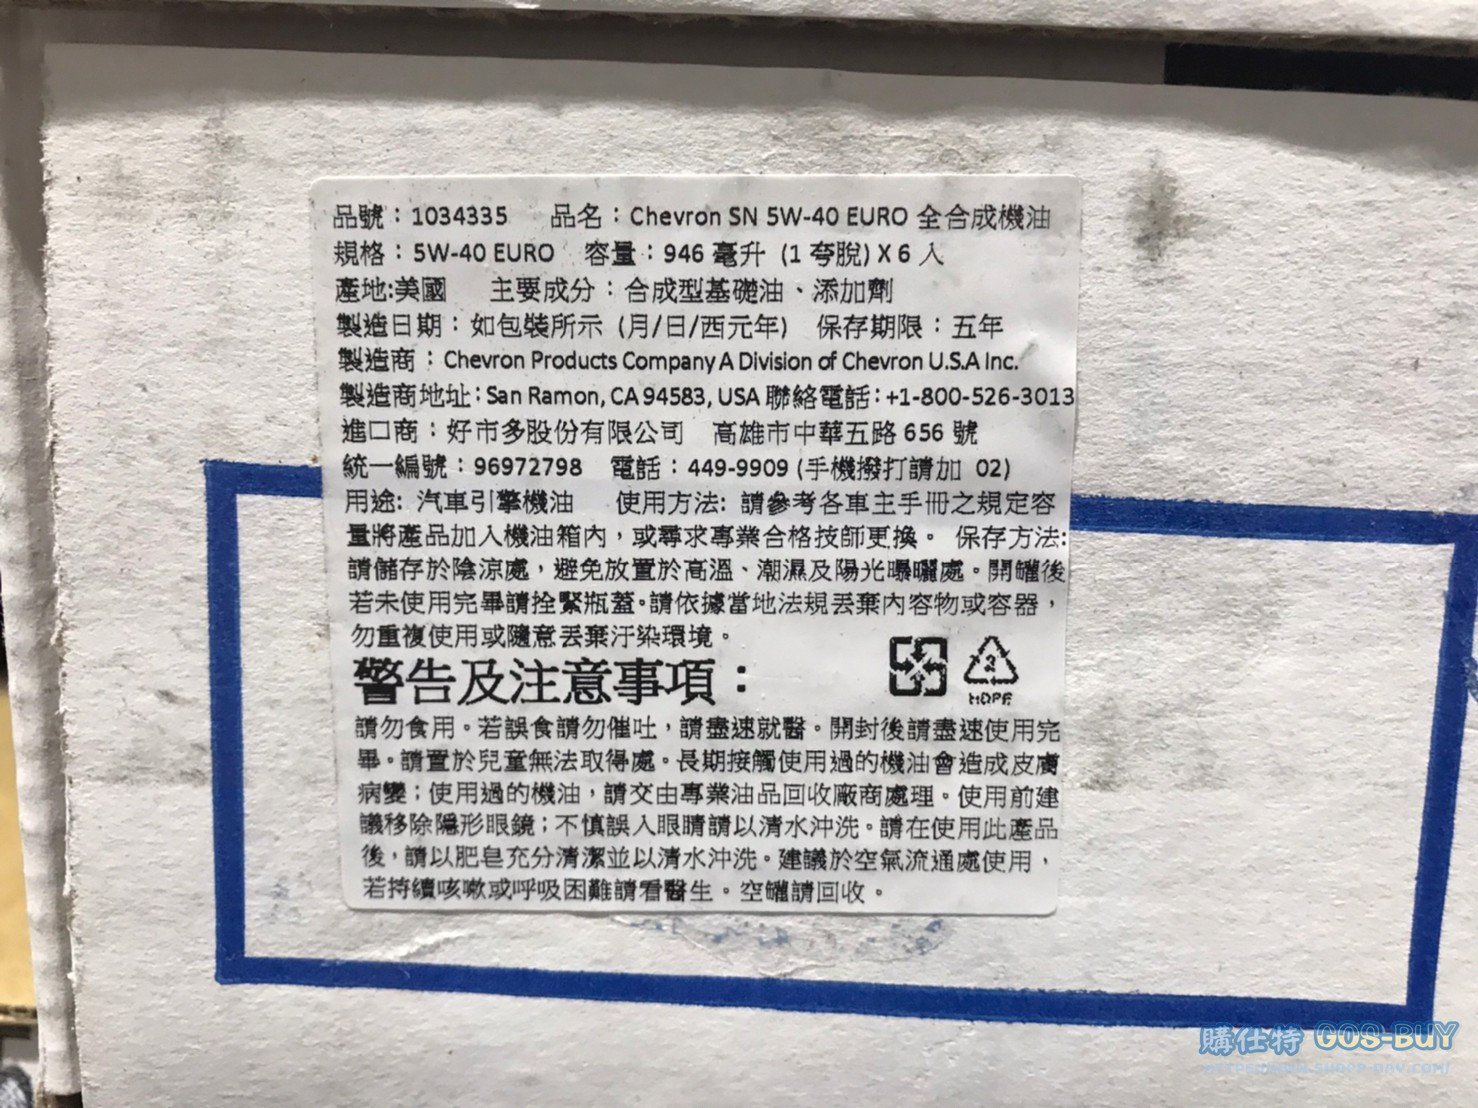 品號：1034335 品名：Chevron SN 5W-40 EURO 全合成機油
規格：5W-40 EURO 容量：946 毫升 (1 夸脫) X 6 入
產地:美國 主要成分：合成型基礎油、添加劑
製造日期：如包裝所示 (月/日/西元年) 保存期限：五年
製造商：Chevron Products Company A Division of Chevron U.S.A Inc.
製造商地址：San Ramon, CA 94583, USA 聯絡電話：+1-800-526-3013
進口商：好市多股份有限公司 高雄市中華五路 656 號
統一編號：96972798 電話：449-9909 (手機撥打請加 02)
用途: 汽車引擎機油 使用方法: 請參考各車主手冊之規定容
量將產品加入機油箱內，或尋求專業合格技師更換。 保存方法:
請儲存於陰涼處，避免放置於高溫、潮濕及陽光曝曬處。開罐後
若未使用完畢請拴緊瓶蓋。請依據當地法規丟棄內容物或容器，
勿重複使用或隨意丟棄汙染環境。
警告及注意事項：
2
HDPE
請勿食用。若誤食請勿催吐，請盡速就醫。開封後請盡速使用完
畢。請置於兒童無法取得處。長期接觸使用過的機油會造成皮膚
病變；使用過的機油，請交由專業油品回收廠商處理。使用前建
議移除隱形眼鏡；不慎誤入眼睛請以清水沖洗。請在使用此產品
後，請以肥皂充分清潔並以清水沖洗。建議於空氣流通處使用，
若持續咳嗽或呼吸困難請看醫生。空罐請回收。
購仕特 GOS-BUY